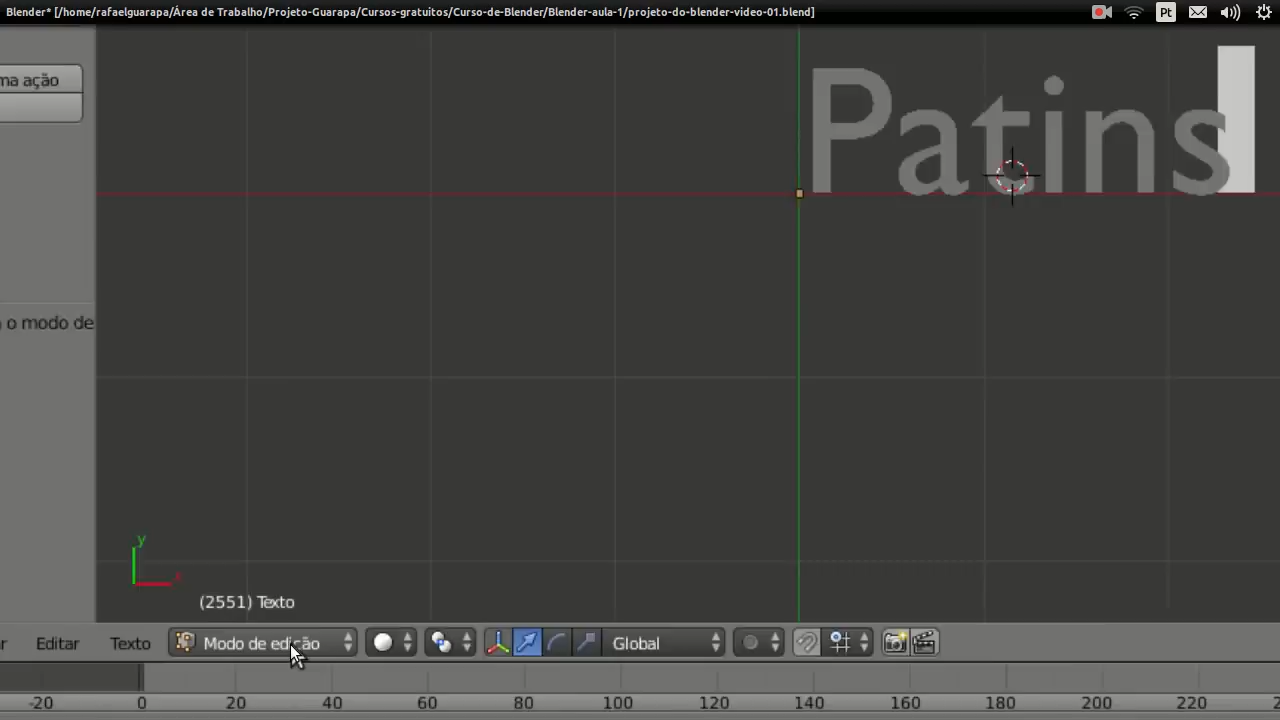 Blender* [/home/rafaelguarapa/Área de Trabalho/Projeto-Guarapa/Cursos-gratuitos/Curso-de-Blender/Blender-aula-1/projeto-do-blender-video-01.blend]
Pt
ma ação
Patins
o modo de
y
x
(2551) Texto
Editar Texto Modo de edição Global
-20 0 20 40 60 80 100 120 140 160 180 200 220